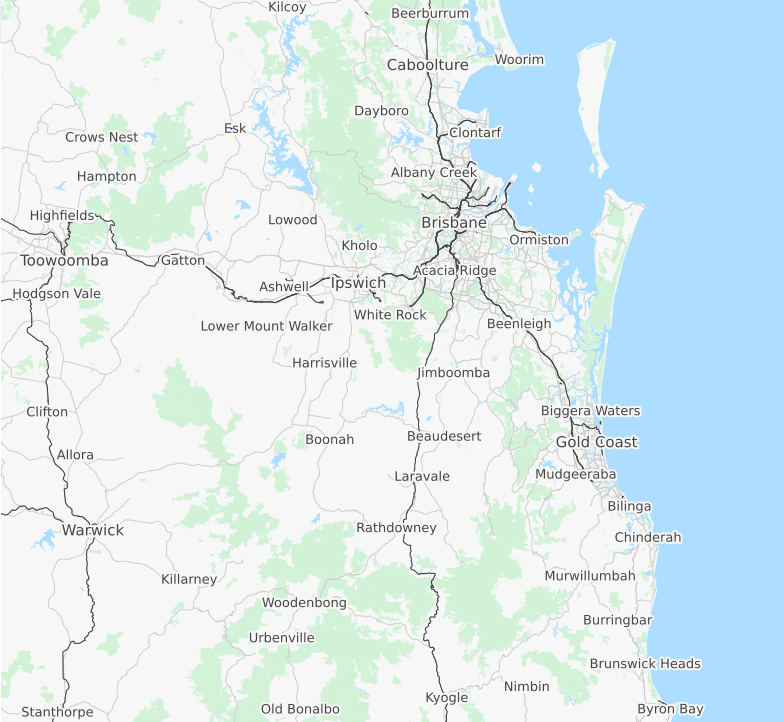 Kilcoy
Beerburrum
Woorim
Caboolture
Dayboro
Esk
Clontarf
Crows Nest
Albany Creek
Hampton
Highfields
Lowood
Brisbane
Kholo
Ormiston
Toowoomba
Gatton
Acacia Ridge
Ashwell
Ipswich
Hodgson Vale
White Rock
Lower Mount Walker
Beenleigh
Harrisville
Jimboomba
Clifton
Biggera Waters
Boonah
Beaudesert
Gold Coast
Allora
Laravale
Mudgeeraba
Bilinga
Warwick
Rathdowney
Chinderah
Killarney
Murwillumbah
Woodenbong
Burringbar
Urbenville
Brunswick Heads
Nimbin
Kyogle
Stanthorpe
Old Bonalbo
Byron Bay